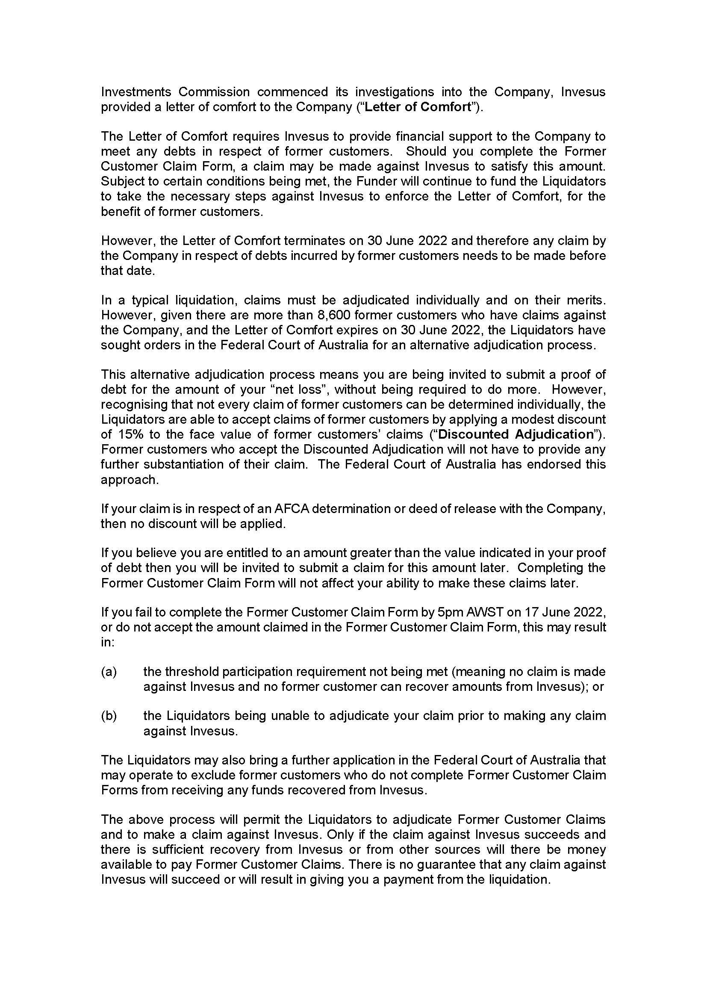 Investments Commission commenced its investigations into the Company, Invesus
provided a letter of comfort to the Company (“Letter of Comfort”).
The Letter of Comfort requires Invesus to provide financial support to the Company to
meet any debts in respect of former customers.  Should you complete the Former
Customer Claim Form, a claim may be made against Invesus to satisfy this amount.
Subject to certain conditions being met, the Funder will continue to fund the Liquidators
to take the necessary steps against Invesus to enforce the Letter of Comfort, for the
benefit of former customers.
However, the Letter of Comfort terminates on 30 June 2022 and therefore any claim by
the Company in respect of debts incurred by former customers needs to be made before
that date.
In a typical liquidation, claims must be adjudicated individually and on their merits.
However, given there are more than 8,600 former customers who have claims against
the Company, and the Letter of Comfort expires on 30 June 2022, the Liquidators have
sought orders in the Federal Court of Australia for an alternative adjudication process.
This alternative adjudication process means you are being invited to submit a proof of
debt for the amount of your “net loss”, without being required to do more.  However,
recognising that not every claim of former customers can be determined individually, the
Liquidators are able to accept claims of former customers by applying a modest discount
of 15% to the face value of former customers’ claims (“Discounted Adjudication”).
Former customers who accept the Discounted Adjudication will not have to provide any
further substantiation of their claim.  The Federal Court of Australia has endorsed this
approach.
If your claim is in respect of an AFCA determination or deed of release with the Company,
then no discount will be applied.
If you believe you are entitled to an amount greater than the value indicated in your proof
of debt then you will be invited to submit a claim for this amount later.  Completing the
Former Customer Claim Form will not affect your ability to make these claims later.
If you fail to complete the Former Customer Claim Form by 5pm AWST on 17 June 2022,
or do not accept the amount claimed in the Former Customer Claim Form, this may result
in:
(a) the threshold participation requirement not being met (meaning no claim is made
against Invesus and no former customer can recover amounts from Invesus); or
(b) the Liquidators being unable to adjudicate your claim prior to making any claim
against Invesus.
The Liquidators may also bring a further application in the Federal Court of Australia that
may operate to exclude former customers who do not complete Former Customer Claim
Forms from receiving any funds recovered from Invesus.
The above process will permit the Liquidators to adjudicate Former Customer Claims
and to make a claim against Invesus. Only if the claim against Invesus succeeds and
there is sufficient recovery from Invesus or from other sources will there be money
available to pay Former Customer Claims. There is no guarantee that any claim against
Invesus will succeed or will result in giving you a payment from the liquidation.